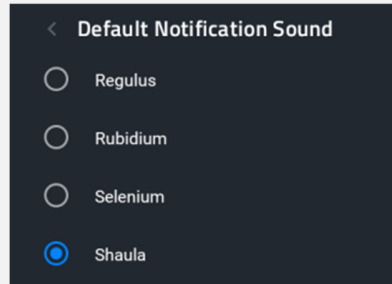 Default Notification Sound
Regulus
Rubidium
Selenium
Shaula